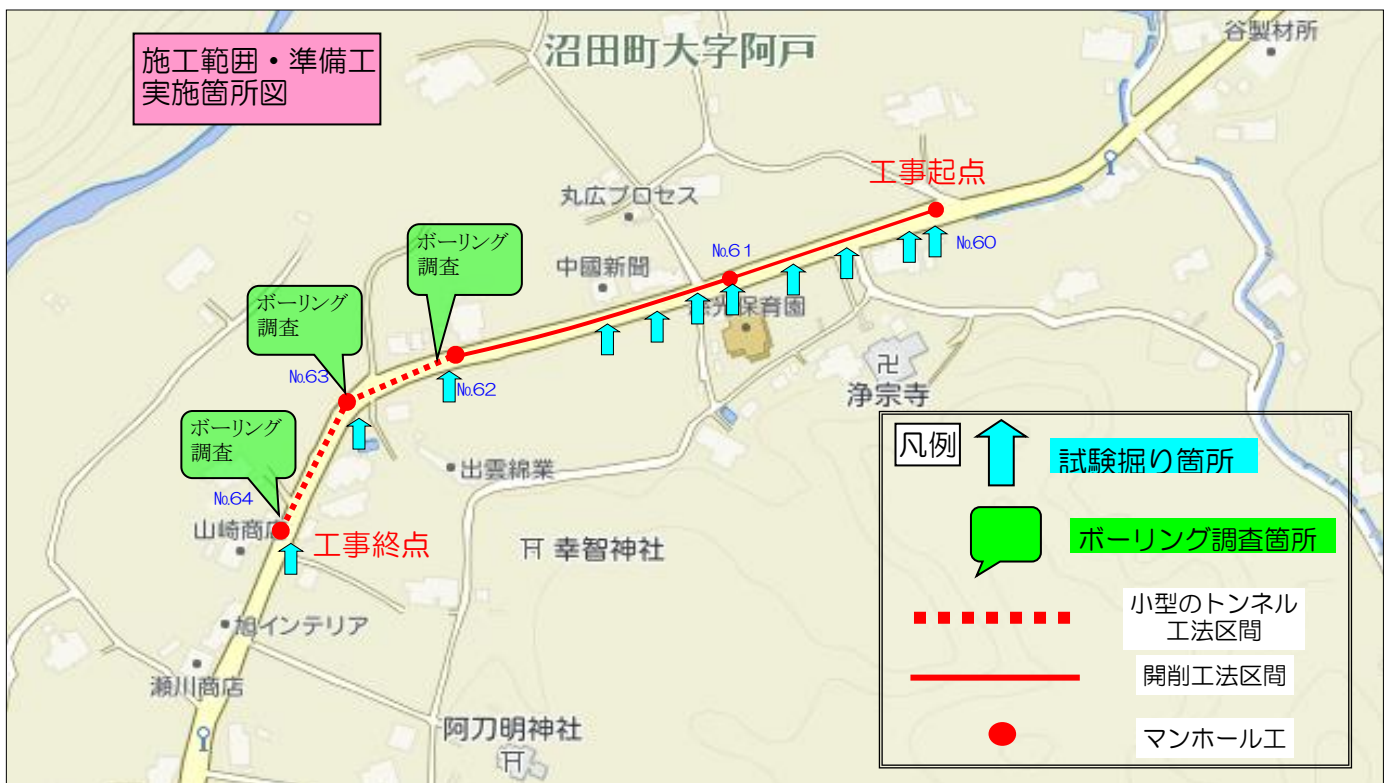 施工範囲・準備工
実施箇所図
沼田町大字阿戸
谷製材所
工事起点
丸広プロセス
ボーリング
調査
№61
№60
中國新聞
ボーリング
調査
光保育園
№63
№62
浄宗寺
ボーリング
調査
出雲綿業
№64
山崎商店
工事終点
幸智神社
旭インテリア
瀬川商店
阿刀明神社
凡例
試験掘り箇所
ボーリング調査箇所
小型のトンネル
工法区間
開削工法区間
マンホール工